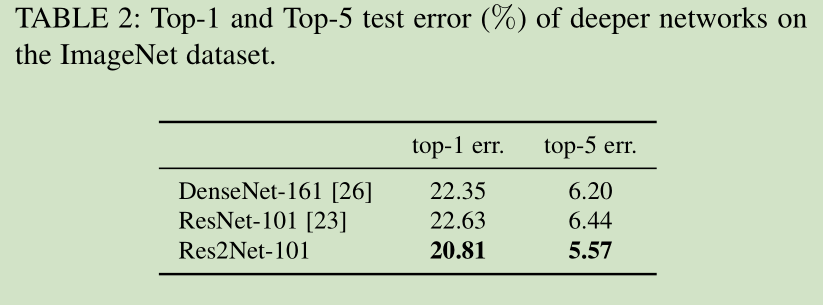 TABLE 2: Top-1 and Top-5 test error (%) of deeper networks on
the ImageNet dataset.
top-1 err. top-5 err.
DenseNet-161 [26] 22.35 6.20
ResNet-101 [23] 22.63 6.44
Res2Net-101 20.81 5.57